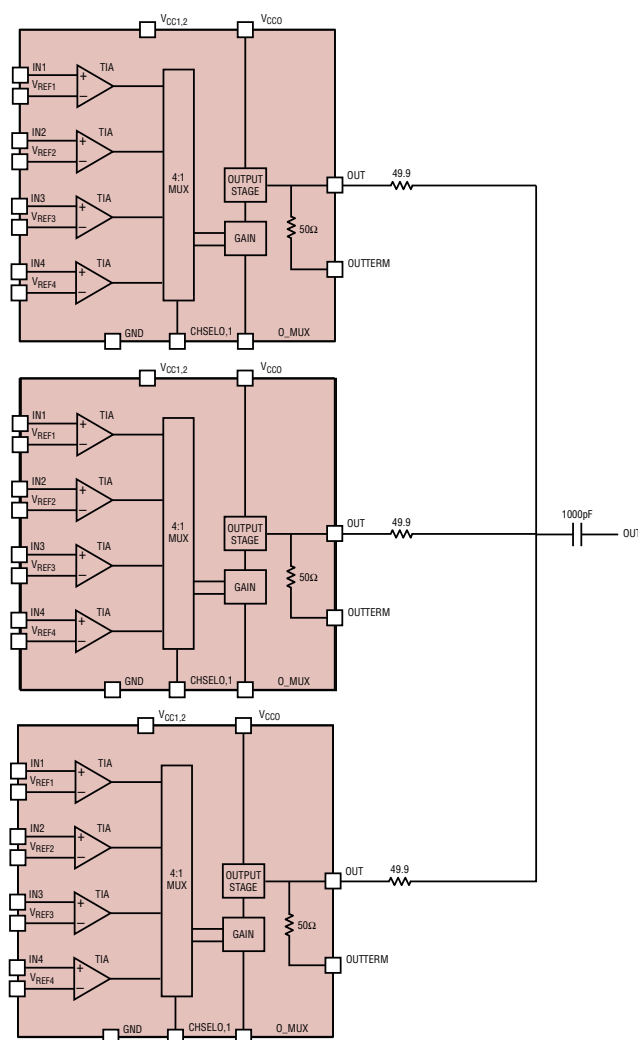 VCC1,2 VCCO
IN1 TIA
VREF1
IN2 TIA
VREF2
4:1
MUX
OUTPUT
STAGE
OUT 49.9
IN3 TIA
VREF3
GAIN
50Ω
IN4 TIA
VREF4
OUTTERM
GND CHSEL0,1 O_MUX
VCC1,2 VCCO
IN1 TIA
VREF1
IN2 TIA
VREF2
4:1
MUX
OUTPUT
STAGE
OUT 49.9
1000pF
OUT
IN3 TIA
VREF3
GAIN
50Ω
IN4 TIA
VREF4
OUTTERM
GND CHSEL0,1 O_MUX
VCC1,2 VCCO
IN1 TIA
VREF1
IN2 TIA
VREF2
4:1
MUX
OUTPUT
STAGE
OUT 49.9
IN3 TIA
VREF3
GAIN
50Ω
IN4 TIA
VREF4
OUTTERM
GND CHSEL0,1 O_MUX